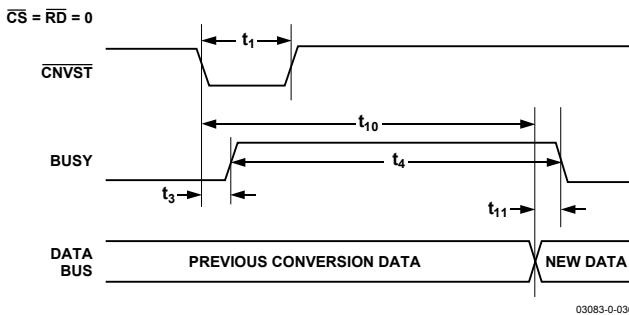 CS = RD = 0
t1
CNVST
t10
BUSY
t4
t3
t11
DATA
BUS
PREVIOUS CONVERSION DATA
NEW DATA